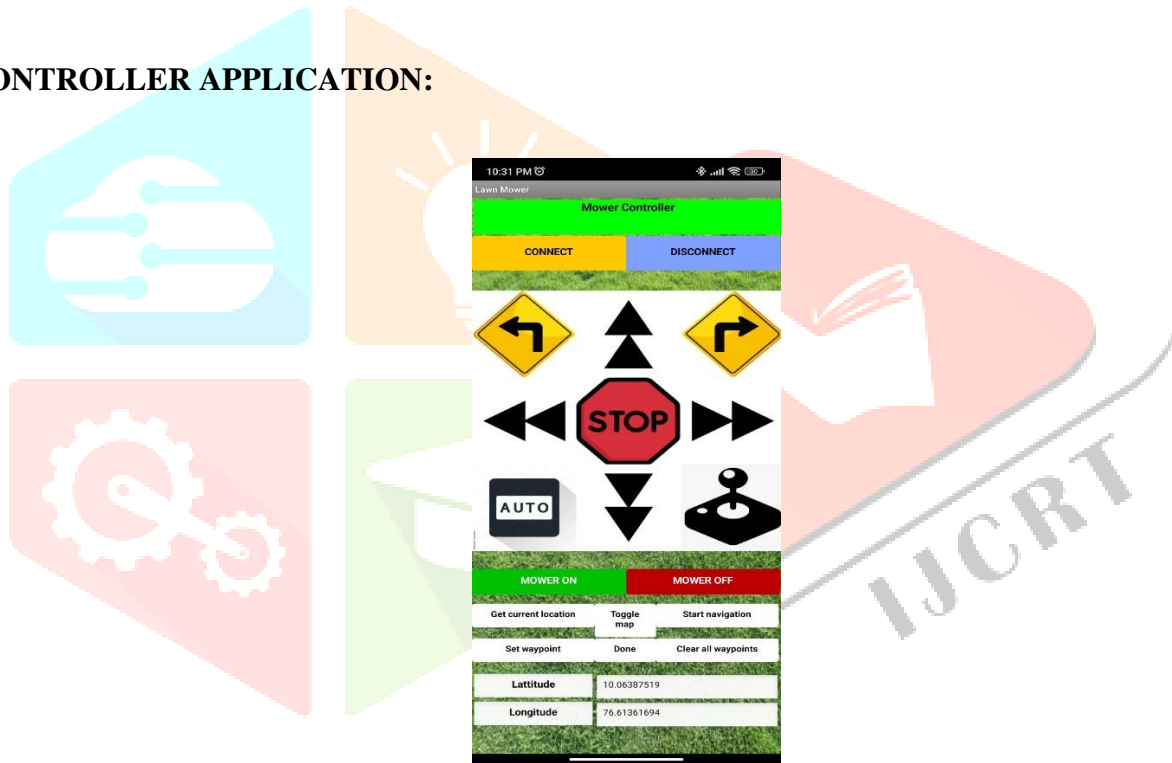 ONTROLLER APPLICATION:
10:31 PM
30
Lawn Mower
Mower Controller
CONNECT
DISCONNECT
STOP
AUTO
MOWER ON
MOWER OFF
Get current location
Toggle
map
Start navigation
Set waypoint
Done
Clear all waypoints
Lattitude
10.06387519
Longitude
76.61361694
IJCRT